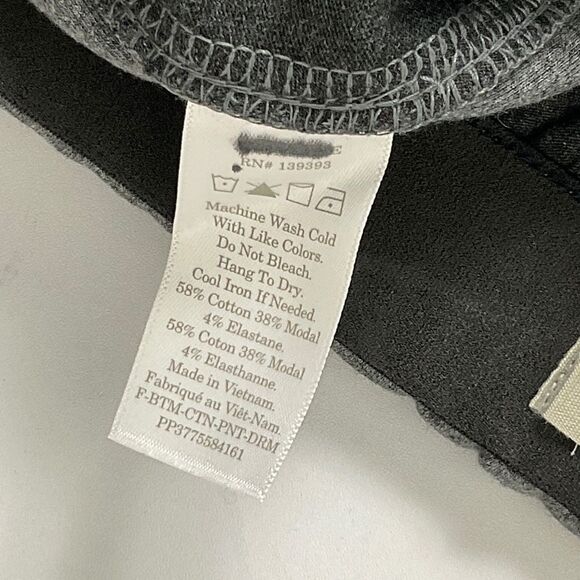 RN# 139393
Machine Wash Cold
With Like Colors.
Do Not Bleach.
Hang To Dry.
Cool Iron If Needed.
58% Cotton 38% Modal
4% Elastane.
58% Coton 38% Modal
4% Elasthanne.
Made in Vietnam.
Fabriqué au Viêt-Nam.
F-BTM-CTN-PNT-DRM
PP3775584161